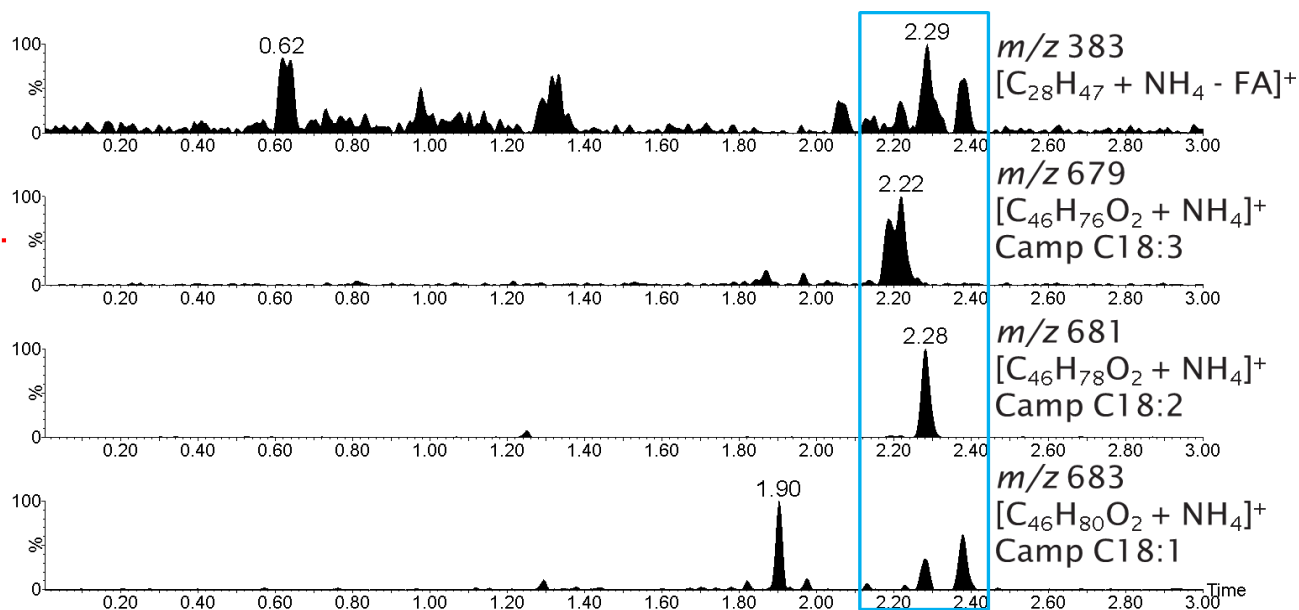 0.62
2.29
100
%
0
0.20 0.40 0.60 0.80 1.00 1.20 1.40 1.60 1.80 2.00 2.20 2.40 2.60 2.80 3.00
m/z 383
[C₂₈H₄₇ + NH₄ - FA]⁺
2.22
100
%
0
0.20 0.40 0.60 0.80 1.00 1.20 1.40 1.60 1.80 2.00 2.20 2.40 2.60 2.80 3.00
m/z 679
[C₄₆H₇₆O₂ + NH₄]⁺
Camp C18:3
2.28
100
%
0
0.20 0.40 0.60 0.80 1.00 1.20 1.40 1.60 1.80 2.00 2.20 2.40 2.60 2.80 3.00
m/z 681
[C₄₆H₇₈O₂ + NH₄]⁺
Camp C18:2
1.90
100
%
0
0.20 0.40 0.60 0.80 1.00 1.20 1.40 1.60 1.80 2.00 2.20 2.40 2.60 2.80 3.00
Time
m/z 683
[C₄₆H₈₀O₂ + NH₄]⁺
Camp C18:1